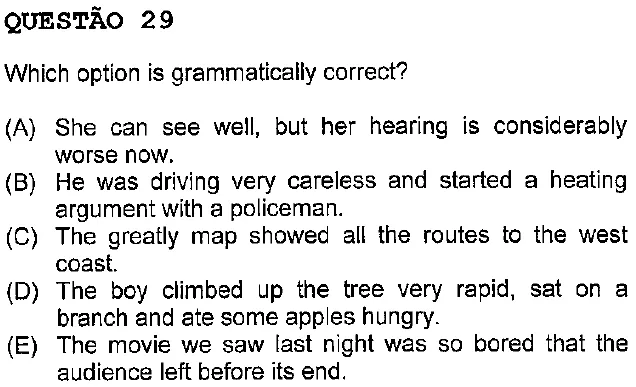 QUESTÃO 29
Which option is grammatically correct?
(A) She can see well, but her hearing is considerably
worse now.
(B) He was driving very careless and started a heating
argument with a policeman.
(C) The greatly map showed all the routes to the west
coast.
(D) The boy climbed up the tree very rapid, sat on a
branch and ate some apples hungry.
(E) The movie we saw last night was so bored that the
audience left before its end.